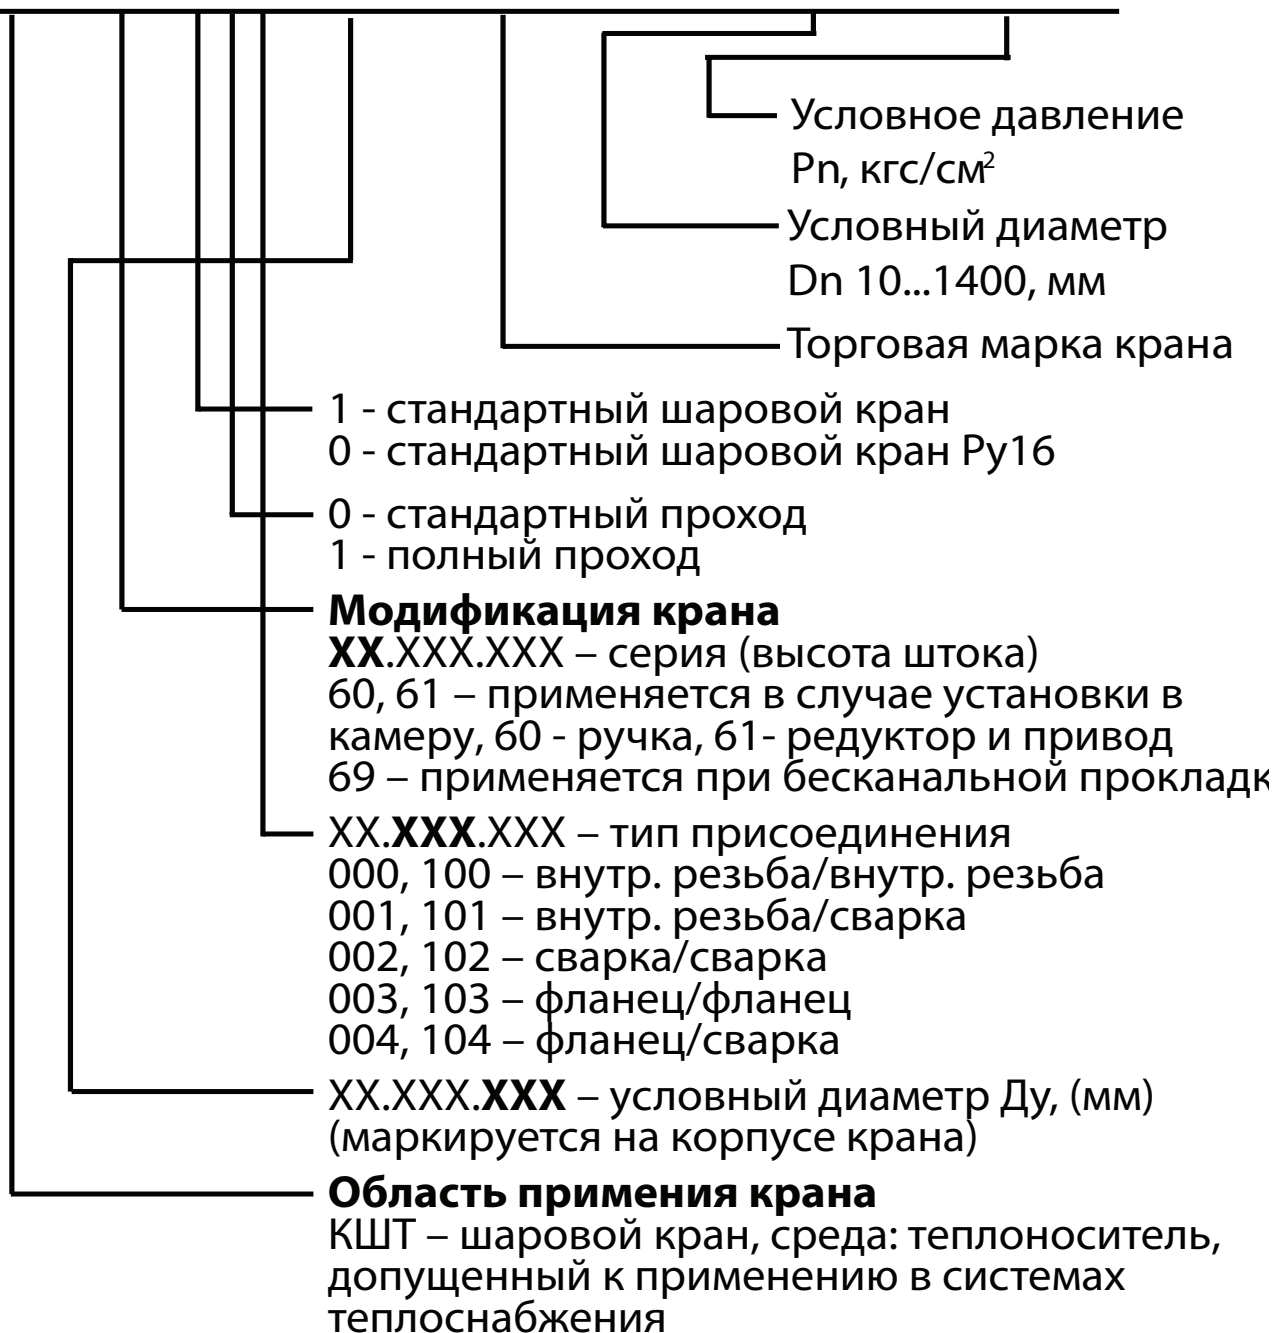 Условное давление
Pn, кгс/см²
Условный диаметр
Dn 10...1400, мм
Торговая марка крана
1 - стандартный шаровой кран
0 - стандартный шаровой кран Ру16
0 - стандартный проход
1 - полный проход
Модификация крана
XX.XXX.XXX – серия (высота штока)
60, 61 – применяется в случае установки в
камеру, 60 - ручка, 61- редуктор и привод
69 – применяется при бесканальной прокладк
XX.XXX.XXX – тип присоединения
000, 100 – внутр. резьба/внутр. резьба
001, 101 – внутр. резьба/сварка
002, 102 – сварка/сварка
003, 103 – фланец/фланец
004, 104 – фланец/сварка
XX.XXX.XXX – условный диаметр Ду, (мм)
(маркируется на корпусе крана)
Область примения крана
КШТ – шаровой кран, среда: теплоноситель,
допущенный к применению в системах
теплоснабжения